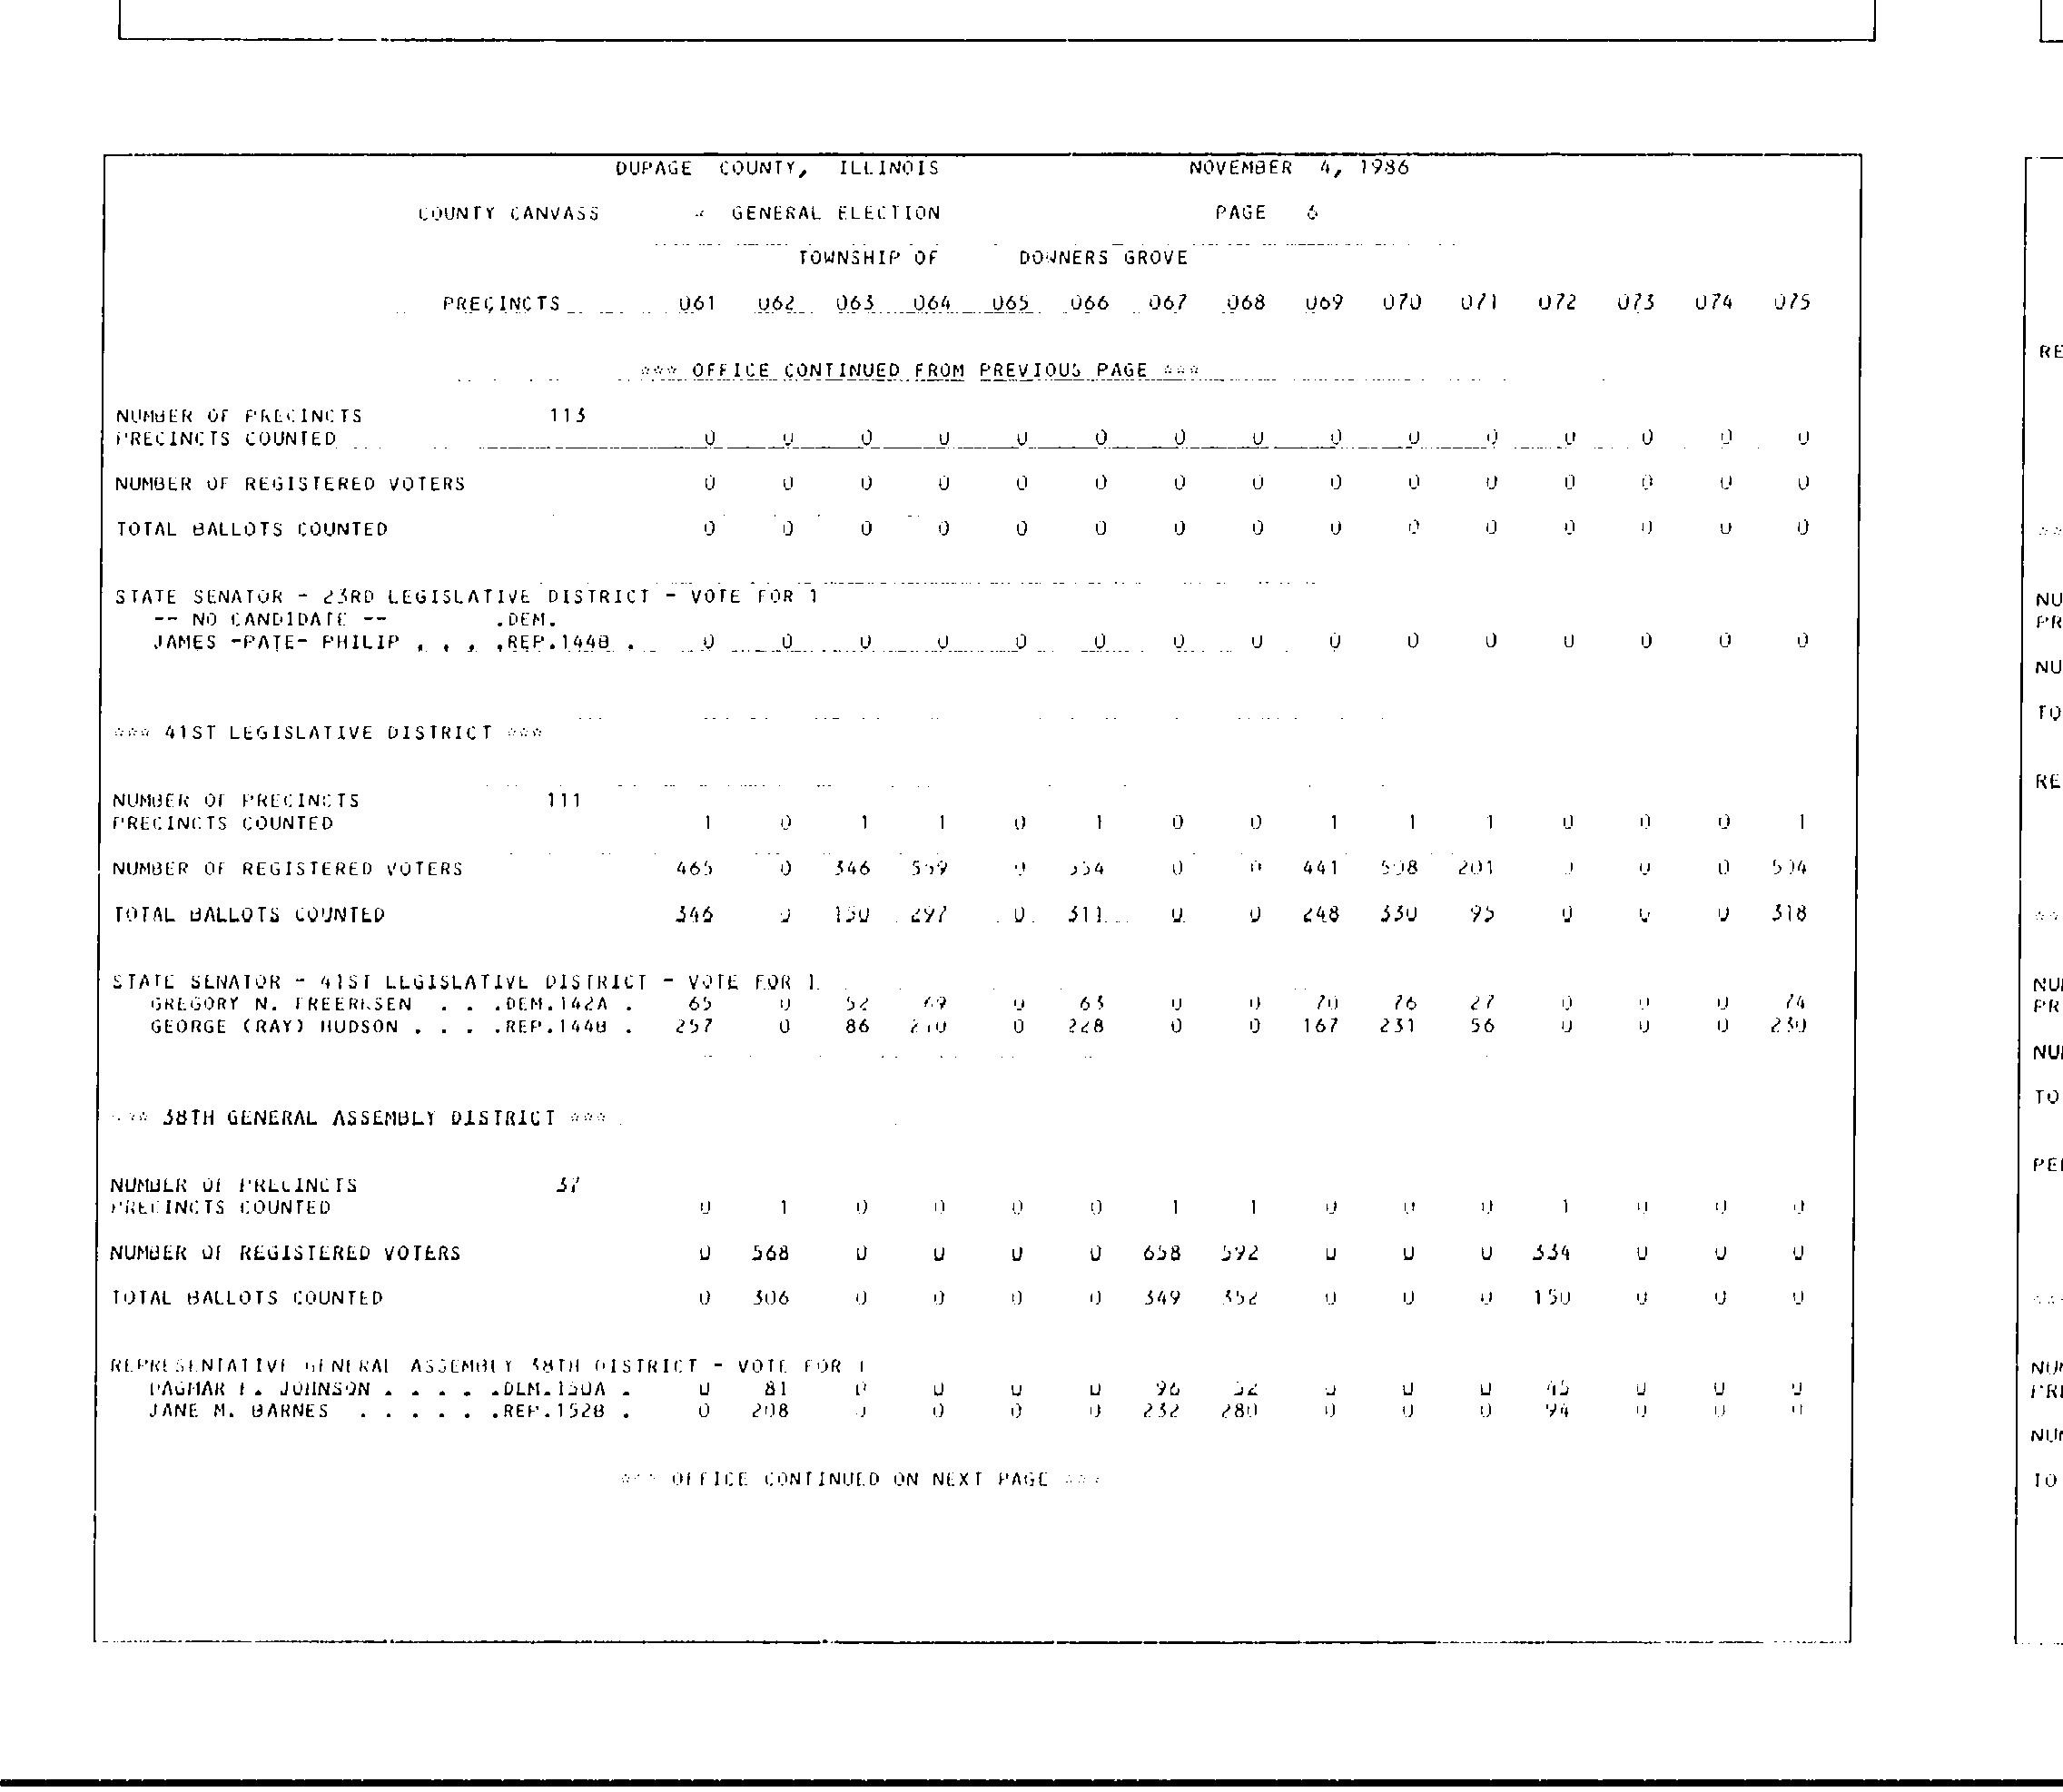 DUPAGE COUNTY, ILLINOIS NOVEMBER 4, 1986
COUNTY CANVASS GENERAL ELECTION PAGE 6
TOWNSHIP OF DOWNERS GROVE
PRECINCTS 061 062 063 064 065 066 067 068 069 070 071 072 073 074 075
*** OFFICE CONTINUED FROM PREVIOUS PAGE ***
NUMBER OF PRECINCTS 113
PRECINCTS COUNTED 0 0 0 0 0 0 0 0 0 0 0 0 0 0 0
NUMBER OF REGISTERED VOTERS 0 0 0 0 0 0 0 0 0 0 0 0 0 0 0
TOTAL BALLOTS COUNTED 0 0 0 0 0 0 0 0 0 0 0 0 0 0 0
STATE SENATOR - 23RD LEGISLATIVE DISTRICT - VOTE FOR 1
-- NO CANDIDATE -- .DEM.
JAMES -PATE- PHILIP . . . .REP.144B . 0 0 0 0 0 0 0 0 0 0 0 0 0 0 0
*** 41ST LEGISLATIVE DISTRICT ***
NUMBER OF PRECINCTS 111
PRECINCTS COUNTED 1 0 1 1 0 1 0 0 1 1 1 0 0 0 1
NUMBER OF REGISTERED VOTERS 465 0 346 0 554 0 0 441 508 201 0 0 0 504
TOTAL BALLOTS COUNTED 346 0 150 297 0 311 0 0 248 330 95 0 0 0 318
STATE SENATOR - 41ST LEGISLATIVE DISTRICT - VOTE FOR 1
GREGORY N. FREERKSEN . . .DEM.142A . 65 0 52 0 63 0 0 70 76 27 0 0 0 74
GEORGE (RAY) HUDSON . . . .REP.144B . 257 0 86 210 0 228 0 0 167 231 56 0 0 0 230
*** 38TH GENERAL ASSEMBLY DISTRICT ***
NUMBER OF PRECINCTS 37
PRECINCTS COUNTED 0 1 0 0 0 0 1 1 0 0 0 1 0 0 0
NUMBER OF REGISTERED VOTERS 0 568 0 0 0 0 658 592 0 0 0 334 0 0 0
TOTAL BALLOTS COUNTED 0 306 0 0 0 0 349 352 0 0 0 150 0 0 0
REPRESENTATIVE GENERAL ASSEMBLY 38TH DISTRICT - VOTE FOR 1
DAGMAR JOHNSON . . . . .DEM.150A . 0 81 0 0 0 0 96 52 0 0 0 45 0 0 0
JANE M. BARNES . . . . . .REP.152B . 0 208 0 0 0 0 232 280 0 0 0 94 0 0 0
*** OFFICE CONTINUED ON NEXT PAGE ***